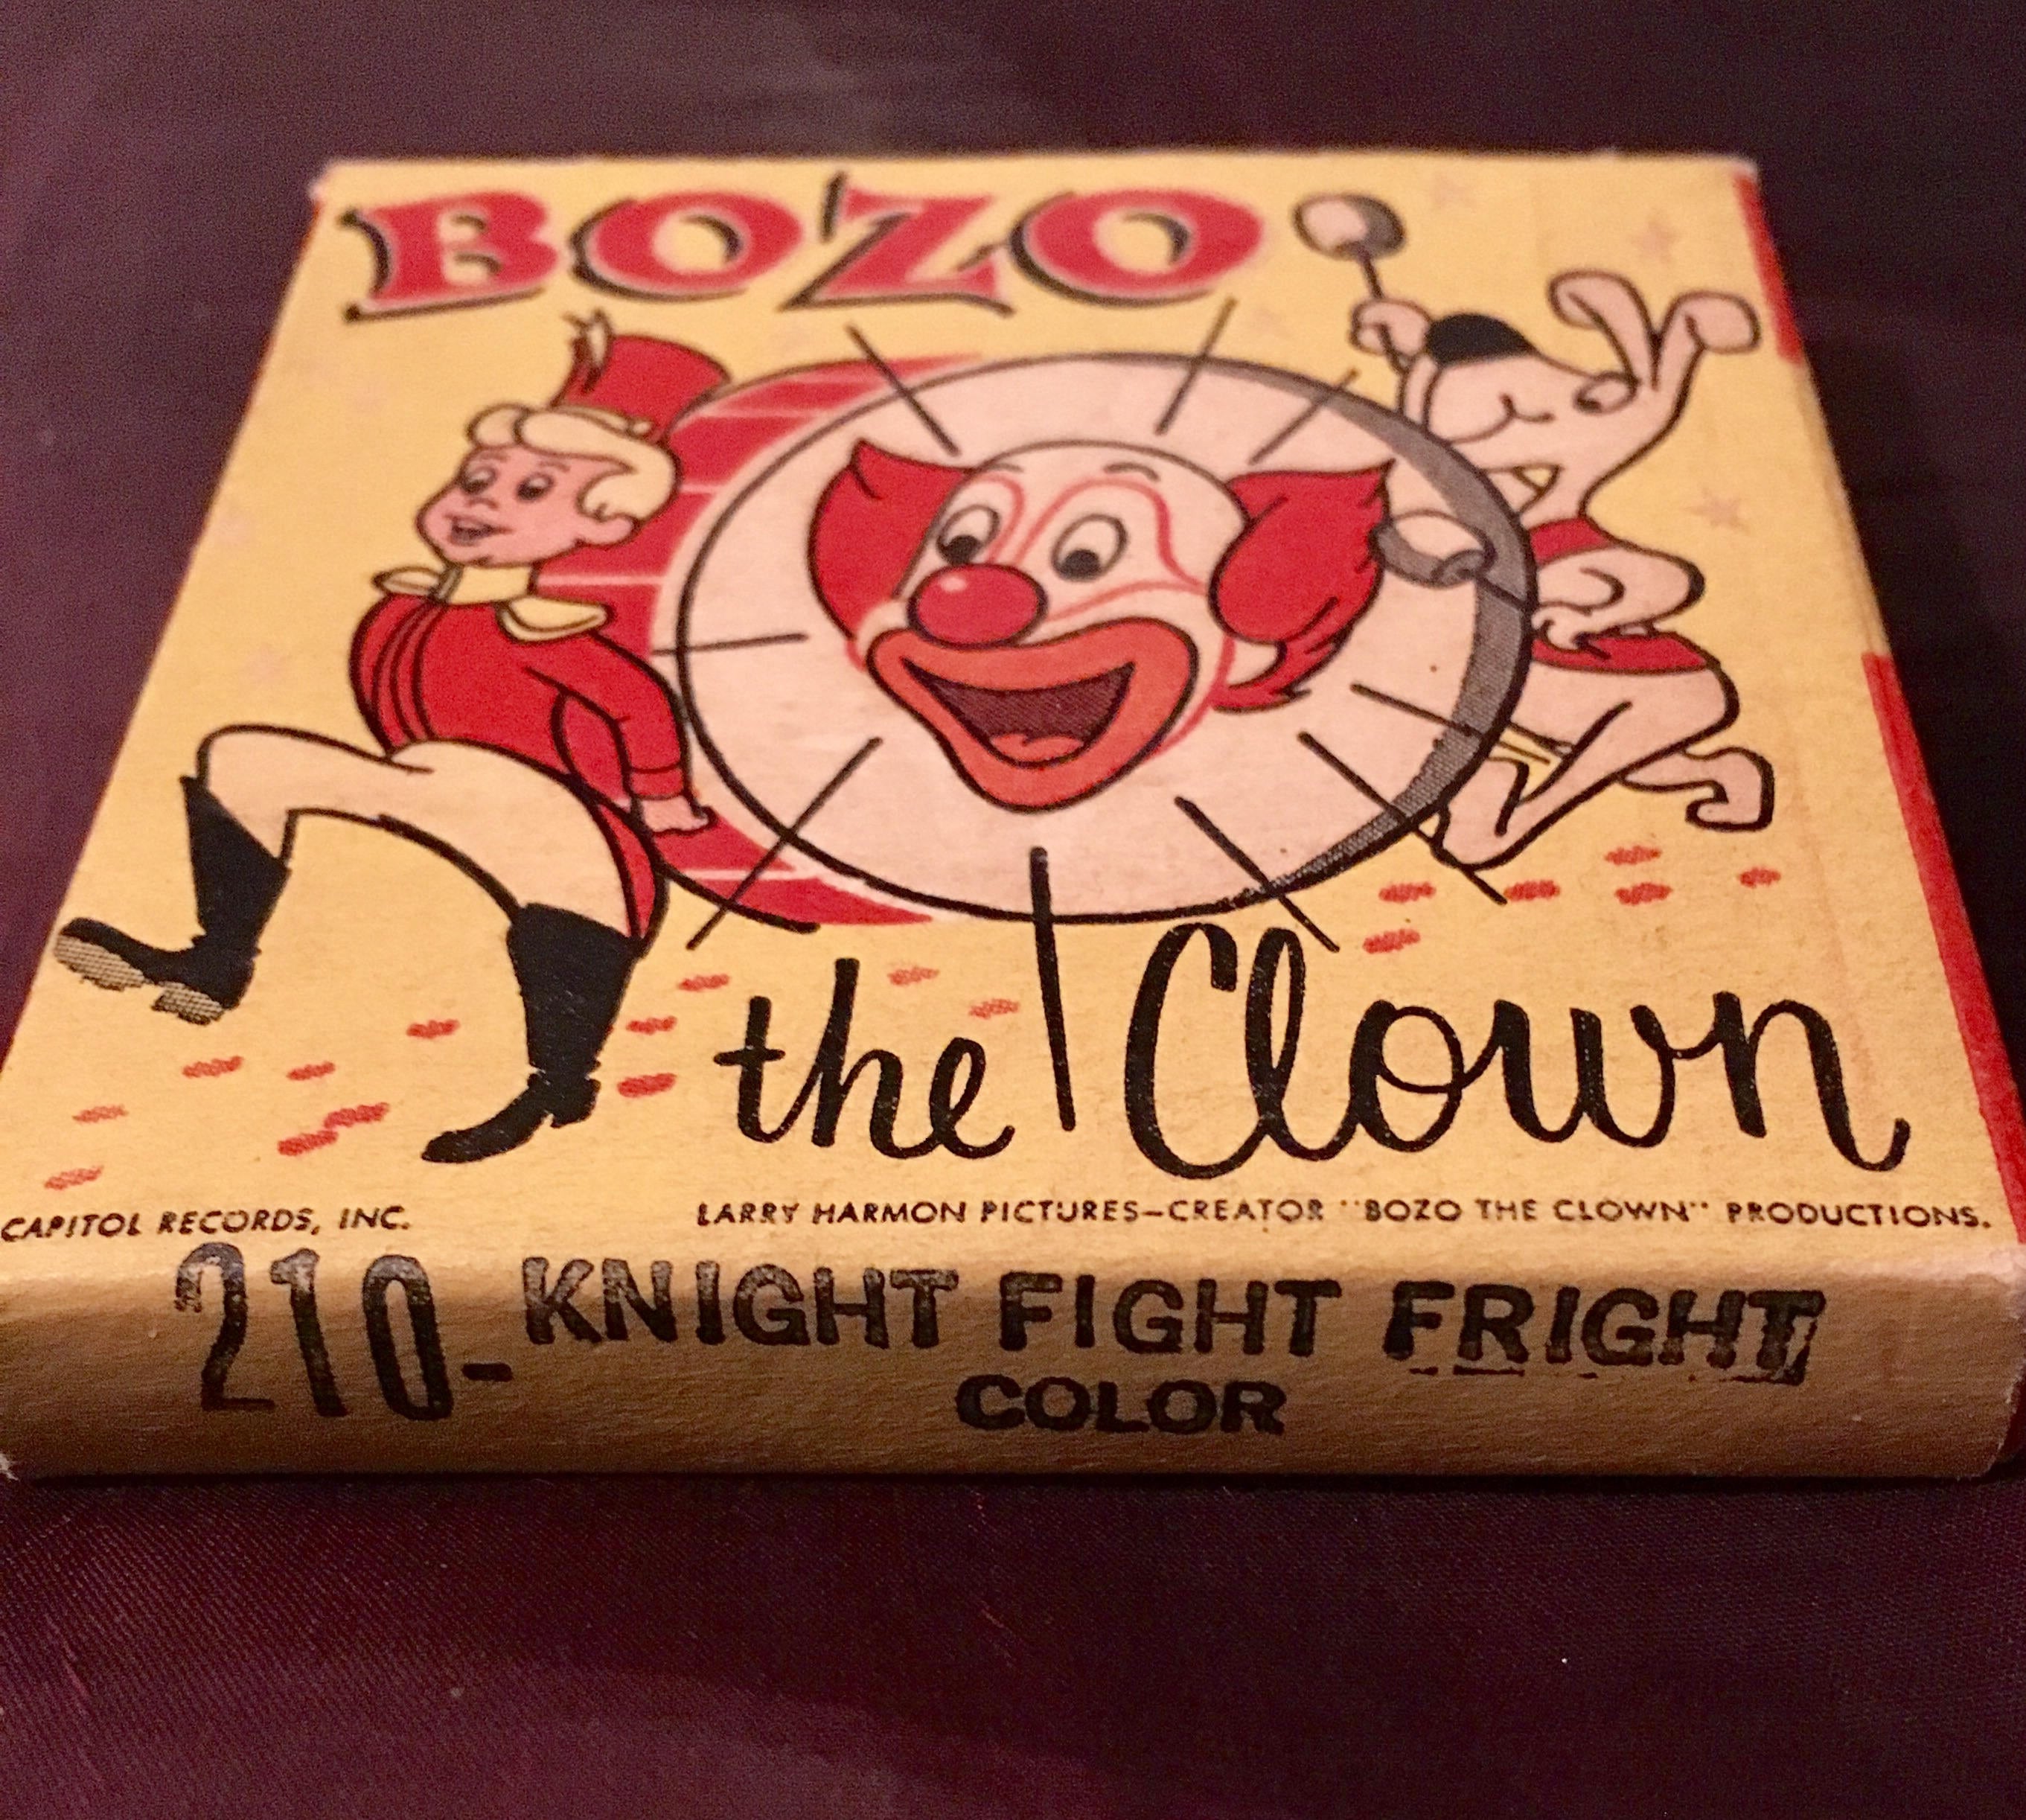 BOZO
the Clown
CAPITOL RECORDS, INC. LARRY HARMON PICTURES—CREATOR "BOZO THE CLOWN" PRODUCTIONS.
210- KNIGHT FIGHT FRIGHT
COLOR